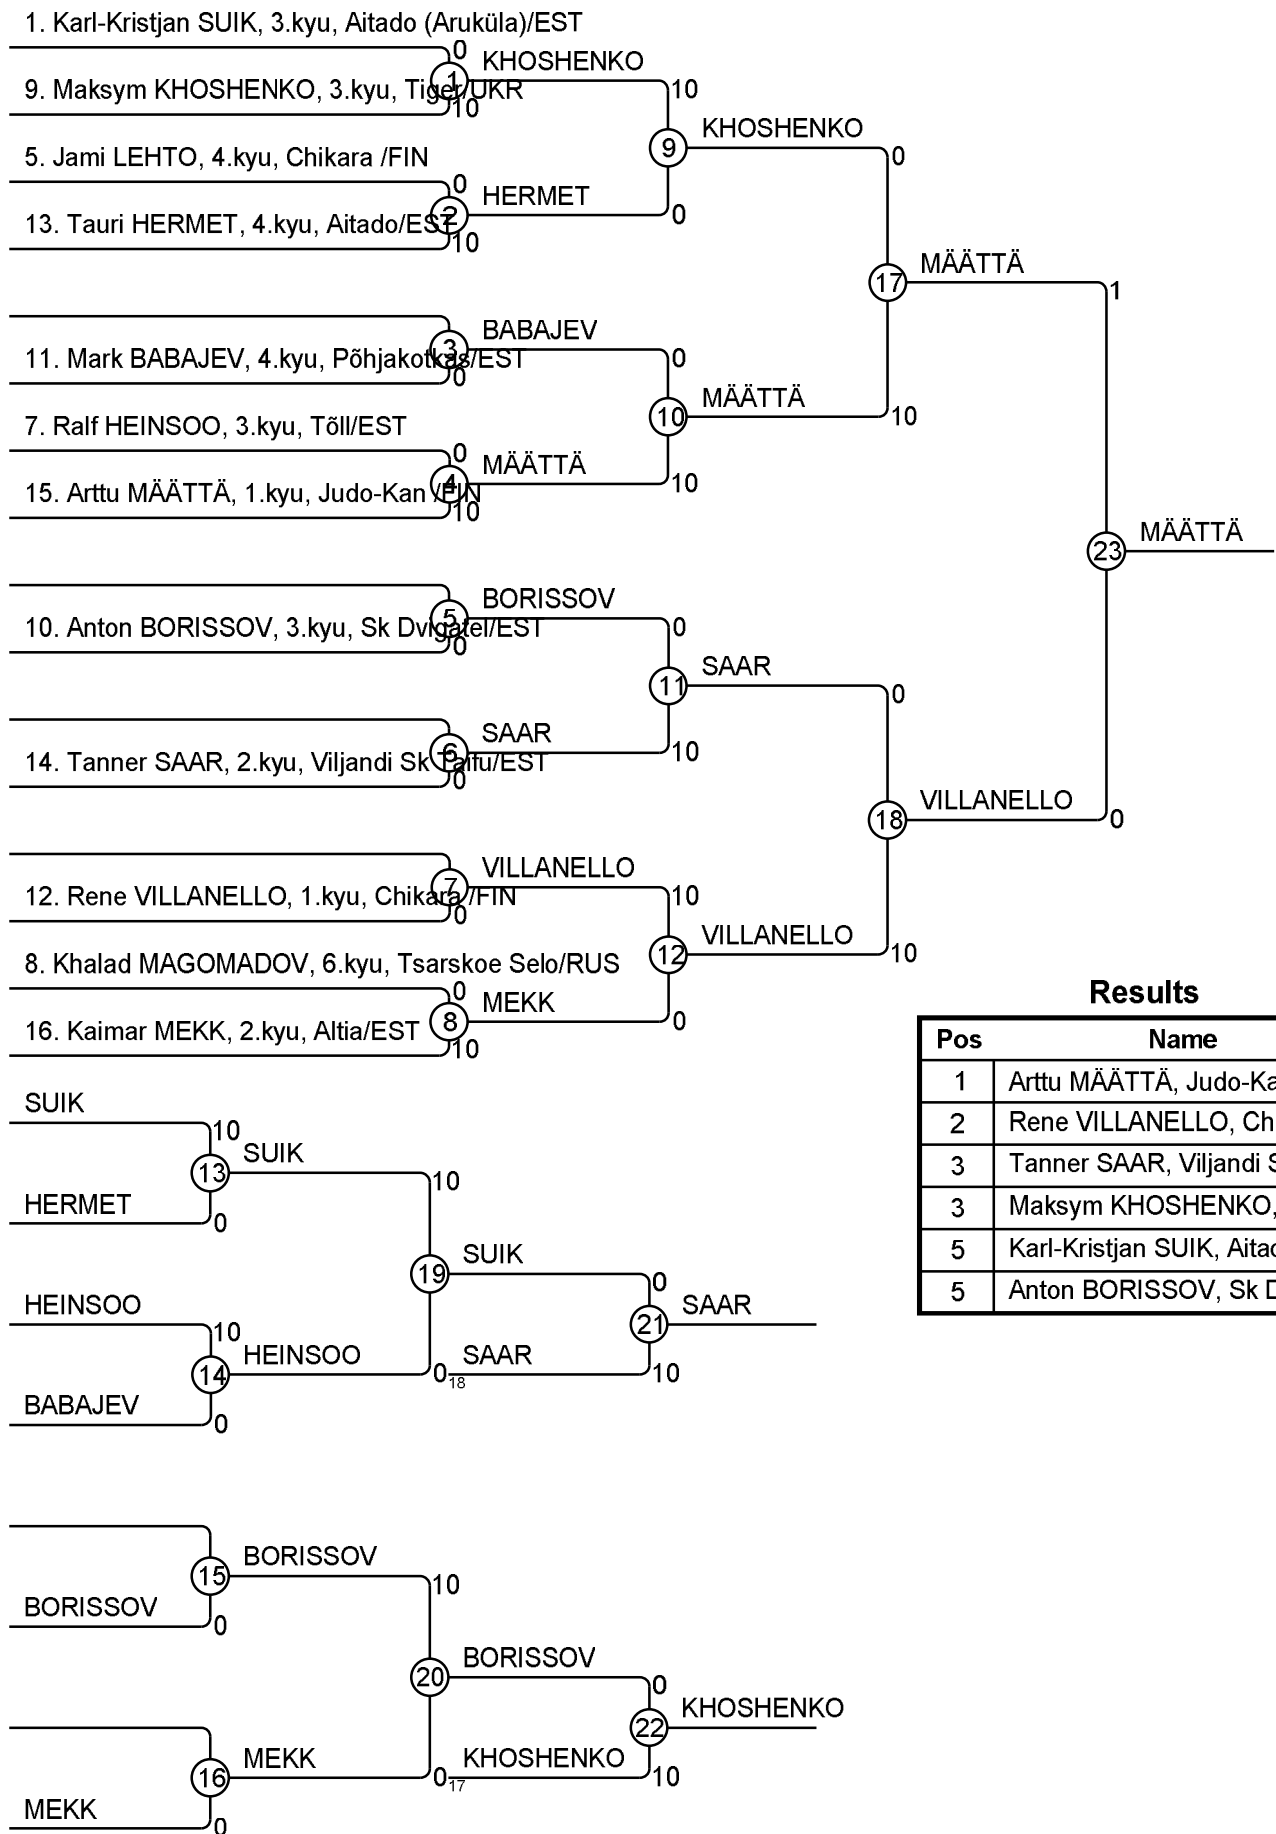 1. Karl-Kristjan SUIK, 3.kyu, Aitado (Aruküla)/EST
0
KHOSHENKO
1
9. Maksym KHOSHENKO, 3.kyu, Tiger/UKR
10
10
KHOSHENKO
9
0
5. Jami LEHTO, 4.kyu, Chikara /FIN
0
HERMET
2
0
13. Tauri HERMET, 4.kyu, Aitado/EST
10
MÄÄTTÄ
17
1
BABAJEV
3
11. Mark BABAJEV, 4.kyu, Põhjakotkas/EST
0
0
MÄÄTTÄ
10
10
7. Ralf HEINSOO, 3.kyu, Tõll/EST
0
MÄÄTTÄ
4
10
15. Arttu MÄÄTTÄ, 1.kyu, Judo-Kan /FIN
10
MÄÄTTÄ
23
BORISSOV
5
10. Anton BORISSOV, 3.kyu, Sk Dvigatel/EST
0
0
SAAR
11
0
SAAR
6
10
14. Tanner SAAR, 2.kyu, Viljandi Sk Taifu/EST
0
VILLANELLO
18
0
VILLANELLO
7
12. Rene VILLANELLO, 1.kyu, Chikara /FIN
0
10
VILLANELLO
12
10
8. Khalad MAGOMADOV, 6.kyu, Tsarskoe Selo/RUS
0
MEKK
8
0
16. Kaimar MEKK, 2.kyu, Altia/EST
10
Results
Pos Name
1 Arttu MÄÄTTÄ, Judo-Ka
2 Rene VILLANELLO, Ch
3 Tanner SAAR, Viljandi S
3 Maksym KHOSHENKO,
5 Karl-Kristjan SUIK, Aitad
5 Anton BORISSOV, Sk D
SUIK
10
SUIK
13
10
HERMET
0
SUIK
19
0
HEINSOO
10
SAAR
21
HEINSOO
14
0
18
SAAR
10
BABAJEV
0
BORISSOV
15
10
BORISSOV
0
BORISSOV
20
0
KHOSHENKO
22
MEKK
16
0
17
KHOSHENKO
10
MEKK
0